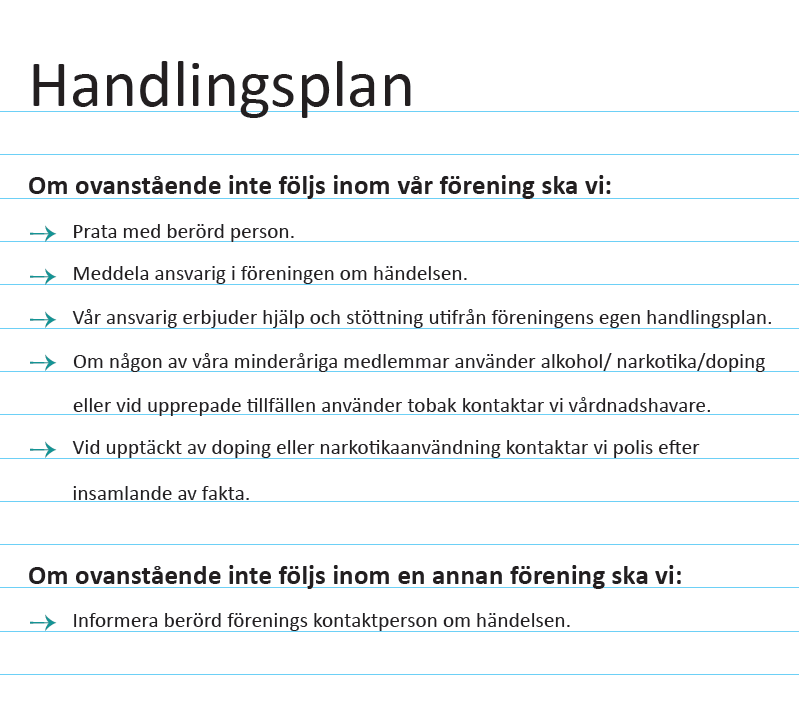 Handlingsplan
Om ovanstående inte följs inom vår förening ska vi:
Prata med berörd person.
Meddela ansvarig i föreningen om händelsen.
Vår ansvarig erbjuder hjälp och stöttning utifrån föreningens egen handlingsplan.
Om någon av våra minderåriga medlemmar använder alkohol/ narkotika/doping
eller vid upprepade tillfällen använder tobak kontaktar vi vårdnadshavare.
Vid upptäckt av doping eller narkotikaanvändning kontaktar vi polis efter
insamlande av fakta.
Om ovanstående inte följs inom en annan förening ska vi:
Informera berörd förenings kontaktperson om händelsen.